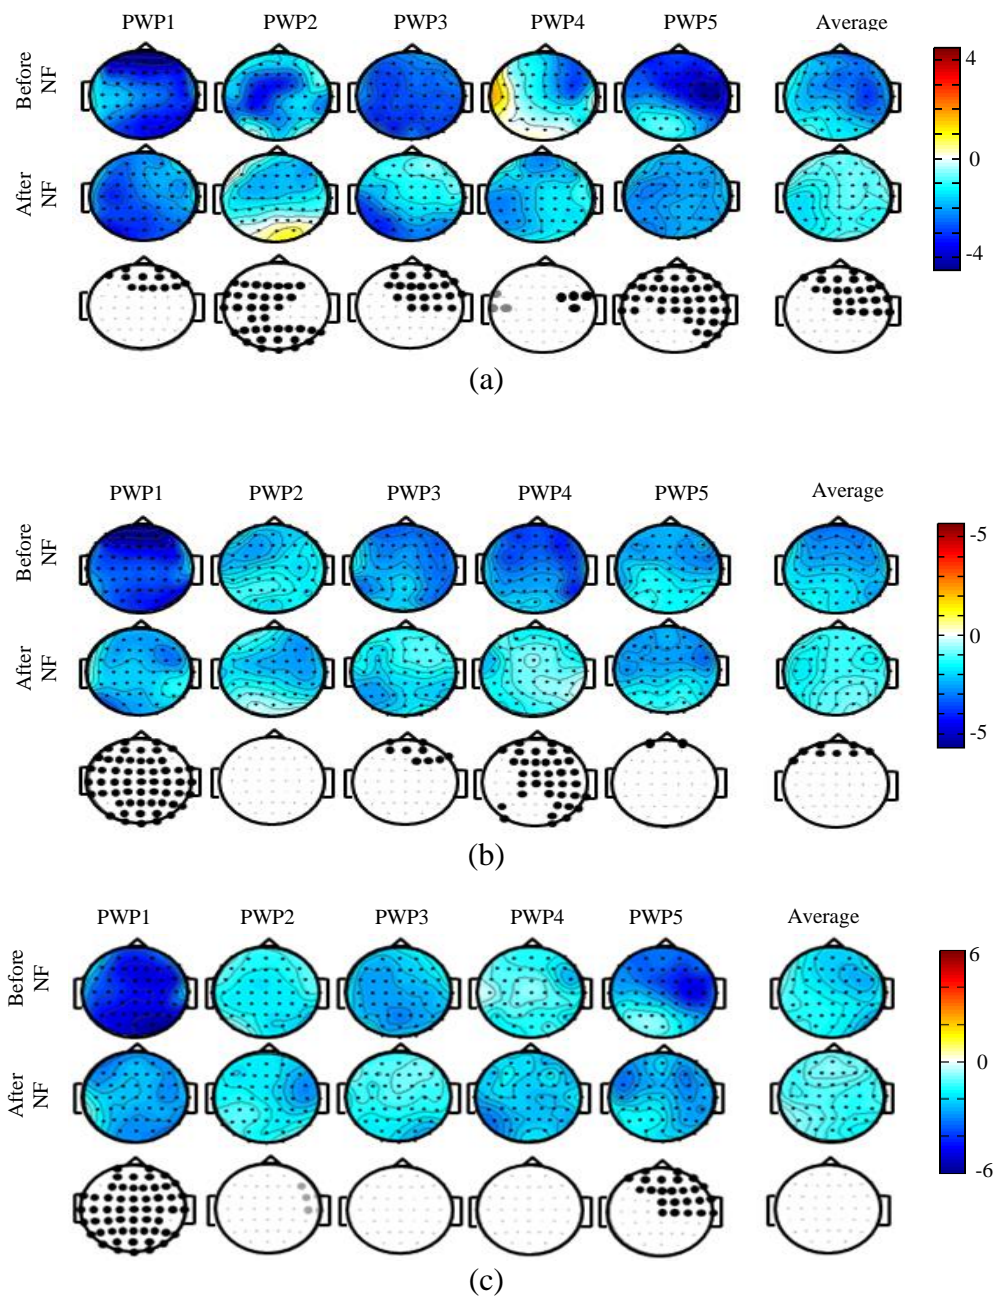 PWP1 PWP2 PWP3 PWP4 PWP5 Average
Before NF
4
After NF
0
-4
(a)
PWP1 PWP2 PWP3 PWP4 PWP5 Average
Before NF
-5
After NF
0
-5
(b)
PWP1 PWP2 PWP3 PWP4 PWP5 Average
Before NF
6
After NF
0
-6
(c)